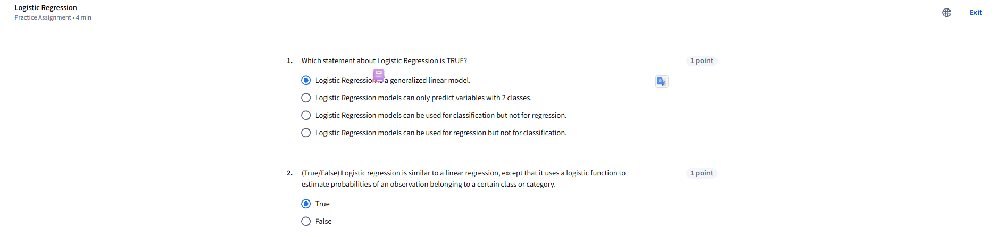 Logistic Regression
Practice Assignment • 4 min
Exit
1. Which statement about Logistic Regression is TRUE?
1 point
Logistic Regression a generalized linear model.
Logistic Regression models can only predict variables with 2 classes.
Logistic Regression models can be used for classification but not for regression.
Logistic Regression models can be used for regression but not for classification.
2. (True/False) Logistic regression is similar to a linear regression, except that it uses a logistic function to
1 point
estimate probabilities of an observation belonging to a certain class or category.
True
False